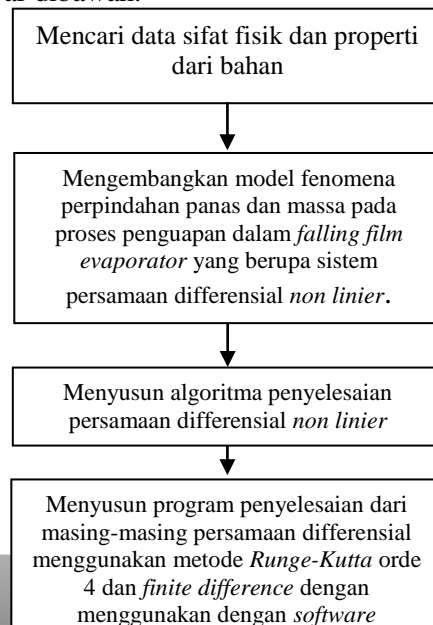 ar dibawah.
Mencari data sifat fisik dan properti
dari bahan
Mengembangkan model fenomena
perpindahan panas dan massa pada
proses penguapan dalam falling film
evaporator yang berupa sistem
persamaan differensial non linier.
Menyusun algoritma penyelesaian
persamaan differensial non linier
Menyusun program penyelesaian dari
masing-masing persamaan differensial
menggunakan metode Runge-Kutta orde
4 dan finite difference dengan
menggunakan dengan software